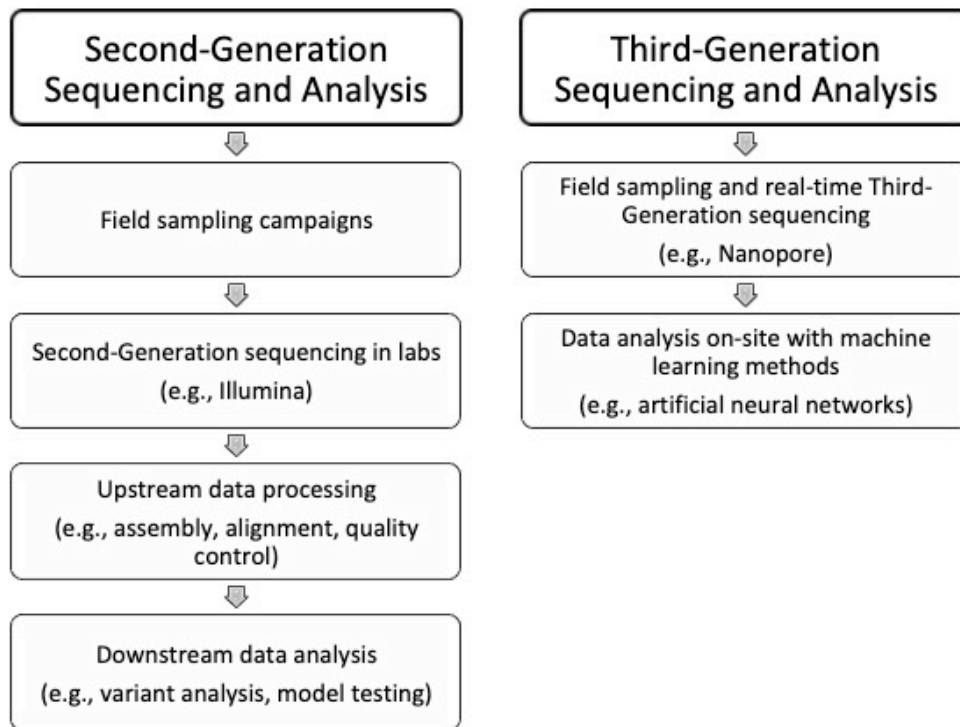 Second-Generation
Sequencing and Analysis
Field sampling campaigns
Second-Generation sequencing in labs
(e.g., Illumina)
Upstream data processing
(e.g., assembly, alignment, quality
control)
Downstream data analysis
(e.g., variant analysis, model testing)
Third-Generation
Sequencing and Analysis
Field sampling and real-time Third-
Generation sequencing
(e.g., Nanopore)
Data analysis on-site with machine
learning methods
(e.g., artificial neural networks)